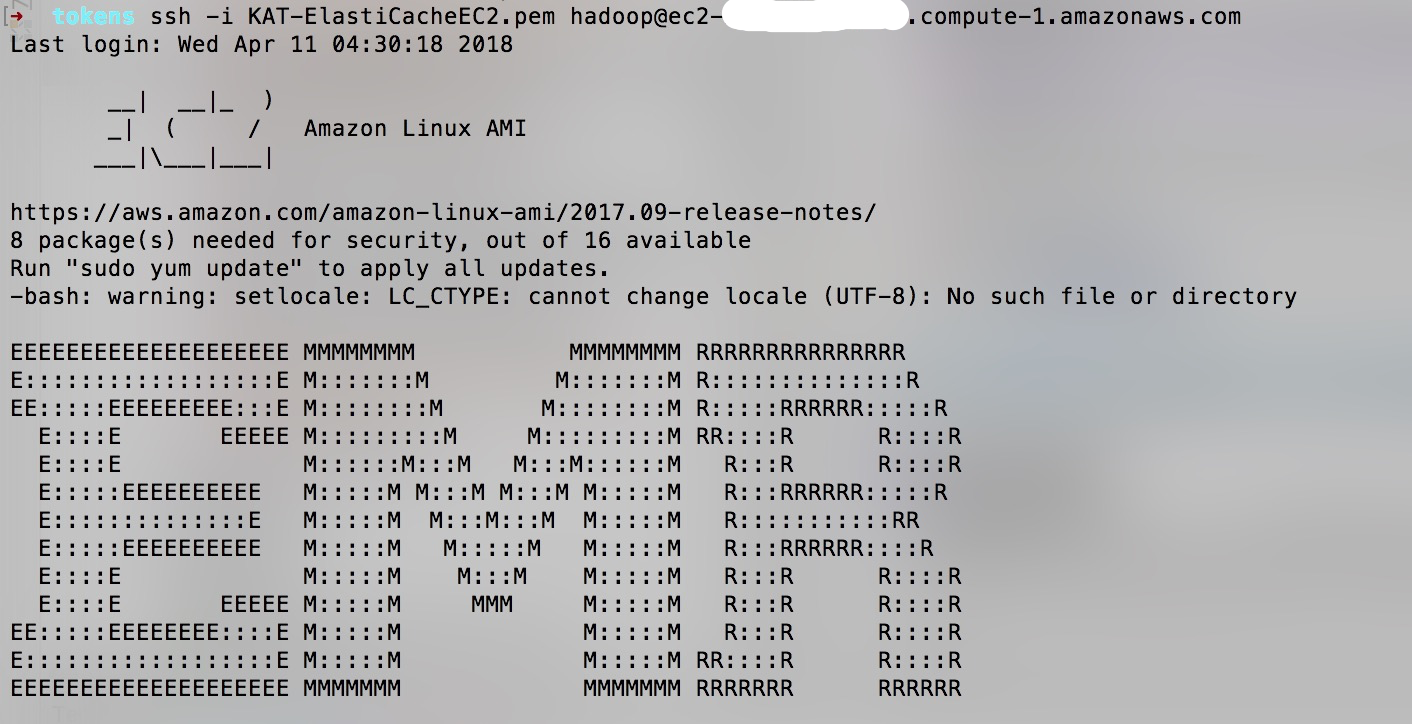 [➜  tokens ssh -i KAT-ElastiCacheEC2.pem hadoop@ec2-             .compute-1.amazonaws.com
Last login: Wed Apr 11 04:30:18 2018

       __|  __|_  )
       _|  (     /   Amazon Linux AMI
      ___|\___|___|

https://aws.amazon.com/amazon-linux-ami/2017.09-release-notes/
8 package(s) needed for security, out of 16 available
Run "sudo yum update" to apply all updates.
-bash: warning: setlocale: LC_CTYPE: cannot change locale (UTF-8): No such file or directory

EEEEEEEEEEEEEEEEEEEE MMMMMMMM           MMMMMMMM RRRRRRRRRRRRRRR
E::::::::::::::::::E M:::::::M         M:::::::M R::::::::::::::R
EE:::::EEEEEEEEE:::E M::::::::M       M::::::::M R:::::RRRRRR:::::R
  E::::E       EEEEE M:::::::::M     M:::::::::M RR::::R      R::::R
  E::::E             M::::::M:::M   M:::M::::::M   R:::R      R::::R
  E:::::EEEEEEEEEE   M:::::M M:::M M:::M M:::::M   R:::RRRRRR:::::R
  E::::::::::::::E   M:::::M  M:::M:::M  M:::::M   R:::::::::::RR
  E:::::EEEEEEEEEE   M:::::M   M:::::M   M:::::M   R:::RRRRRR::::R
  E::::E             M:::::M    M:::M    M:::::M   R:::R      R::::R
  E::::E       EEEEE M:::::M     MMM     M:::::M   R:::R      R::::R
EE:::::EEEEEEEE::::E M:::::M             M:::::M   R:::R      R::::R
E::::::::::::::::::E M:::::M             M:::::M RR::::R      R::::R
EEEEEEEEEEEEEEEEEEEE MMMMMMM             MMMMMMM RRRRRRR      RRRRRR